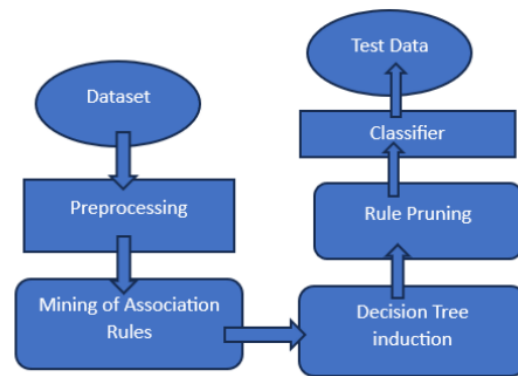 Dataset
Preprocessing
Mining of Association
Rules
Decision Tree
induction
Rule Pruning
Classifier
Test Data